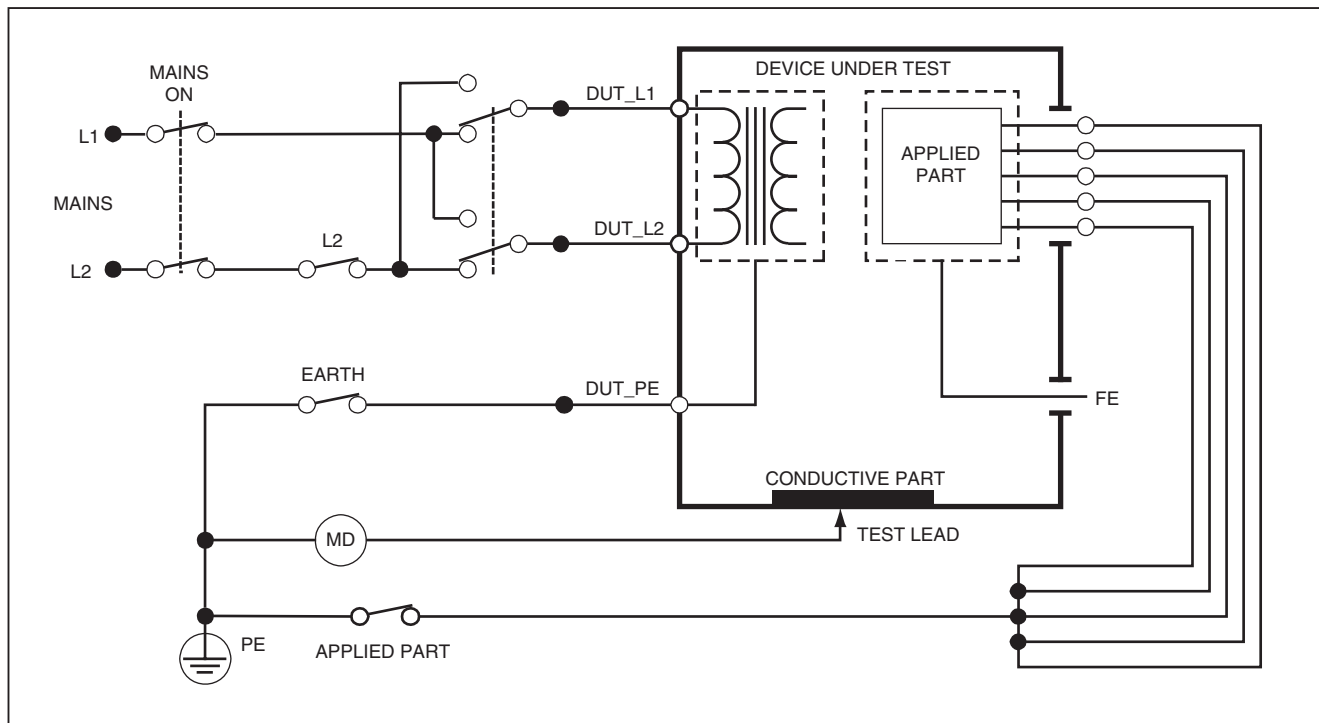 MAINS
ON
DEVICE UNDER TEST
DUT_L1
L1
APPLIED
PART
MAINS
L2
DUT_L2
L2
EARTH
DUT_PE
FE
CONDUCTIVE PART
TEST LEAD
MD
PE
APPLIED PART